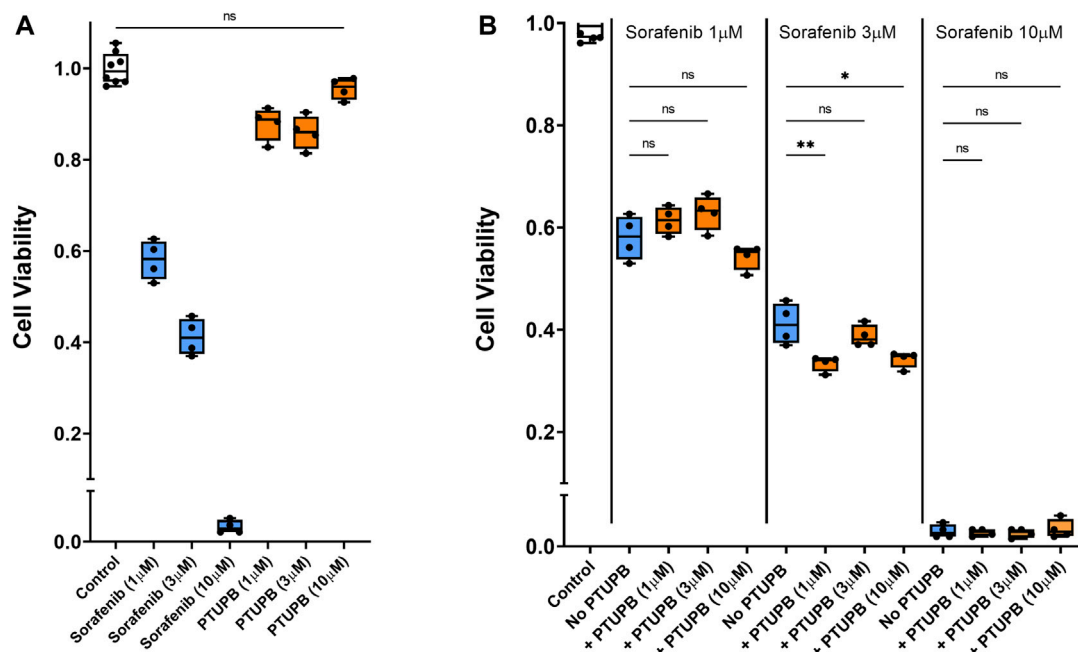 A
ns
Cell Viability
1.0
0.8
0.6
0.4
0.2
0.0
Control
Sorafenib (1μM)
Sorafenib (3μM)
Sorafenib (10μM)
PTUPB (1μM)
PTUPB (3μM)
PTUPB (10μM)
B
Sorafenib 1μM
Sorafenib 3μM
Sorafenib 10μM
ns
ns
ns
*
ns
**
ns
ns
ns
Cell Viability
1.0
0.8
0.6
0.4
0.2
0.0
Control
No PTUPB
+ PTUPB (1μM)
+ PTUPB (3μM)
+ PTUPB (10μM)
No PTUPB
+ PTUPB (1μM)
+ PTUPB (3μM)
+ PTUPB (10μM)
No PTUPB
+ PTUPB (1μM)
+ PTUPB (3μM)
+ PTUPB (10μM)